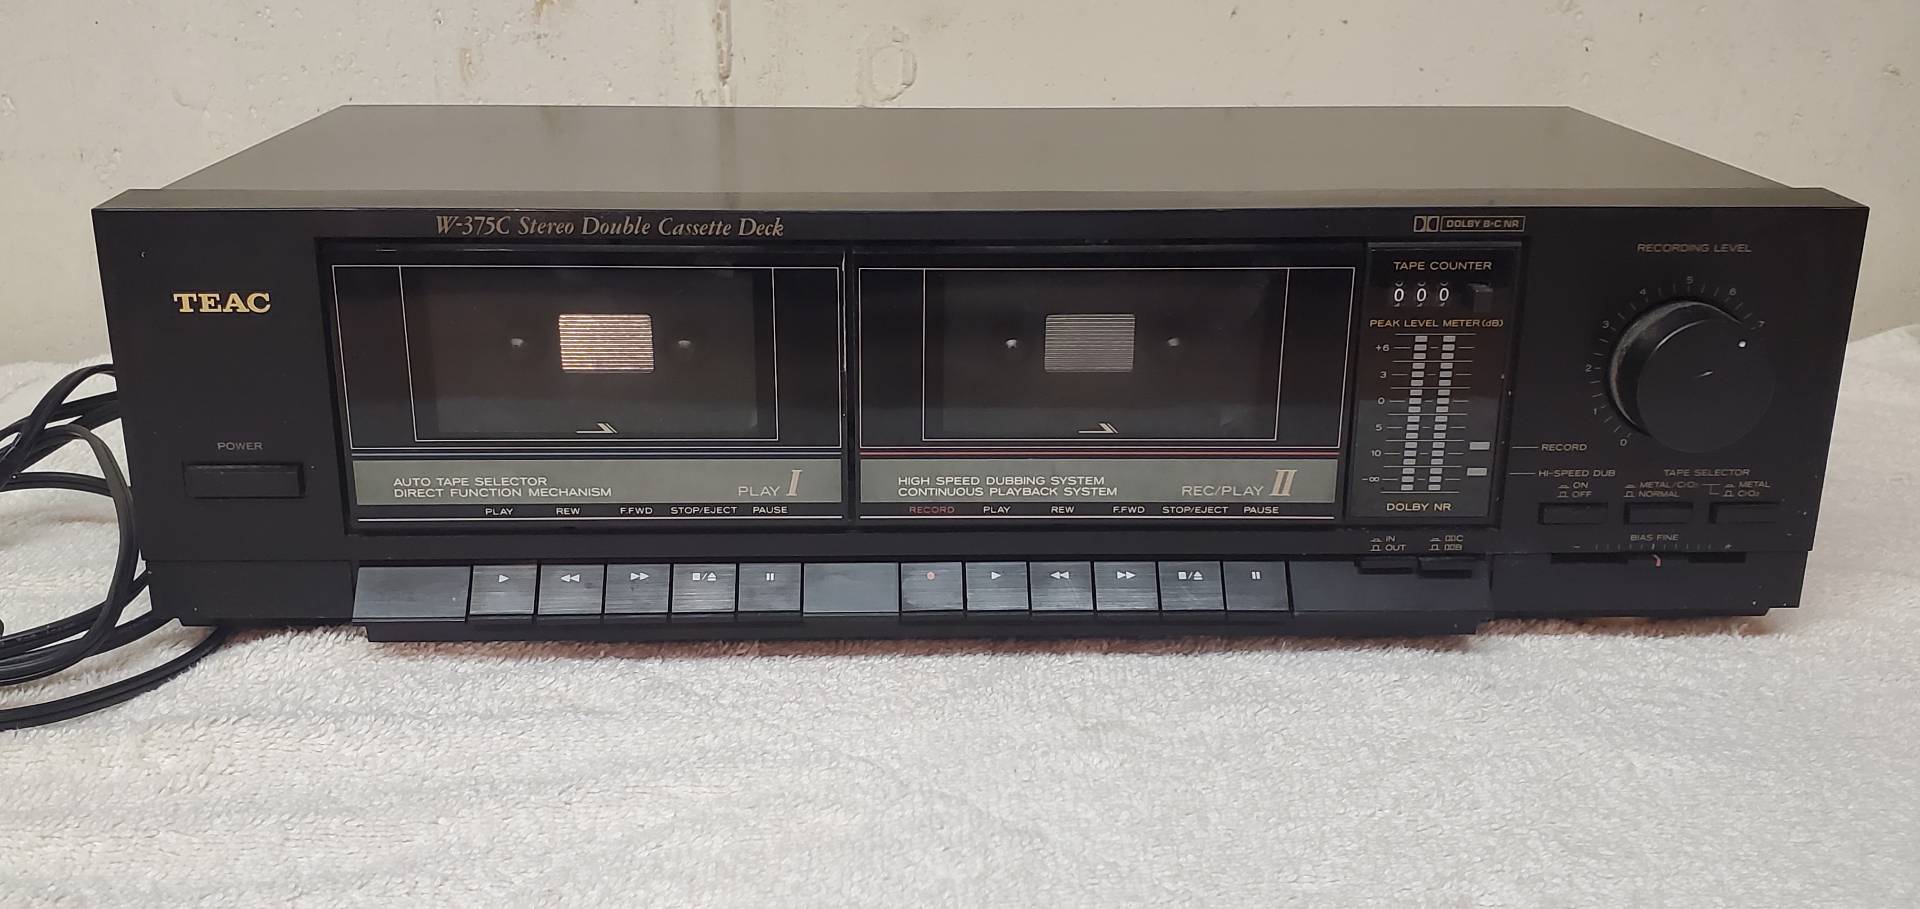 W-375C Stereo Double Cassette Deck
DOLBY B·C NR
TEAC
POWER
AUTO TAPE SELECTOR
DIRECT FUNCTION MECHANISM
PLAY I
PLAY REW F.FWD STOP/EJECT PAUSE
HIGH SPEED DUBBING SYSTEM
CONTINUOUS PLAYBACK SYSTEM
REC/PLAY II
RECORD PLAY REW F.FWD STOP/EJECT PAUSE
TAPE COUNTER
000
PEAK LEVEL METER(dB)
+6
3
0
5
10
-∞
DOLBY NR
IN
OUT
C
B
RECORDING LEVEL
0 1 2 3 4 5 6 7
RECORD
HI-SPEED DUB
ON
OFF
TAPE SELECTOR
METAL/CrO₂
NORMAL
METAL
CrO₂
BIAS FINE
- +